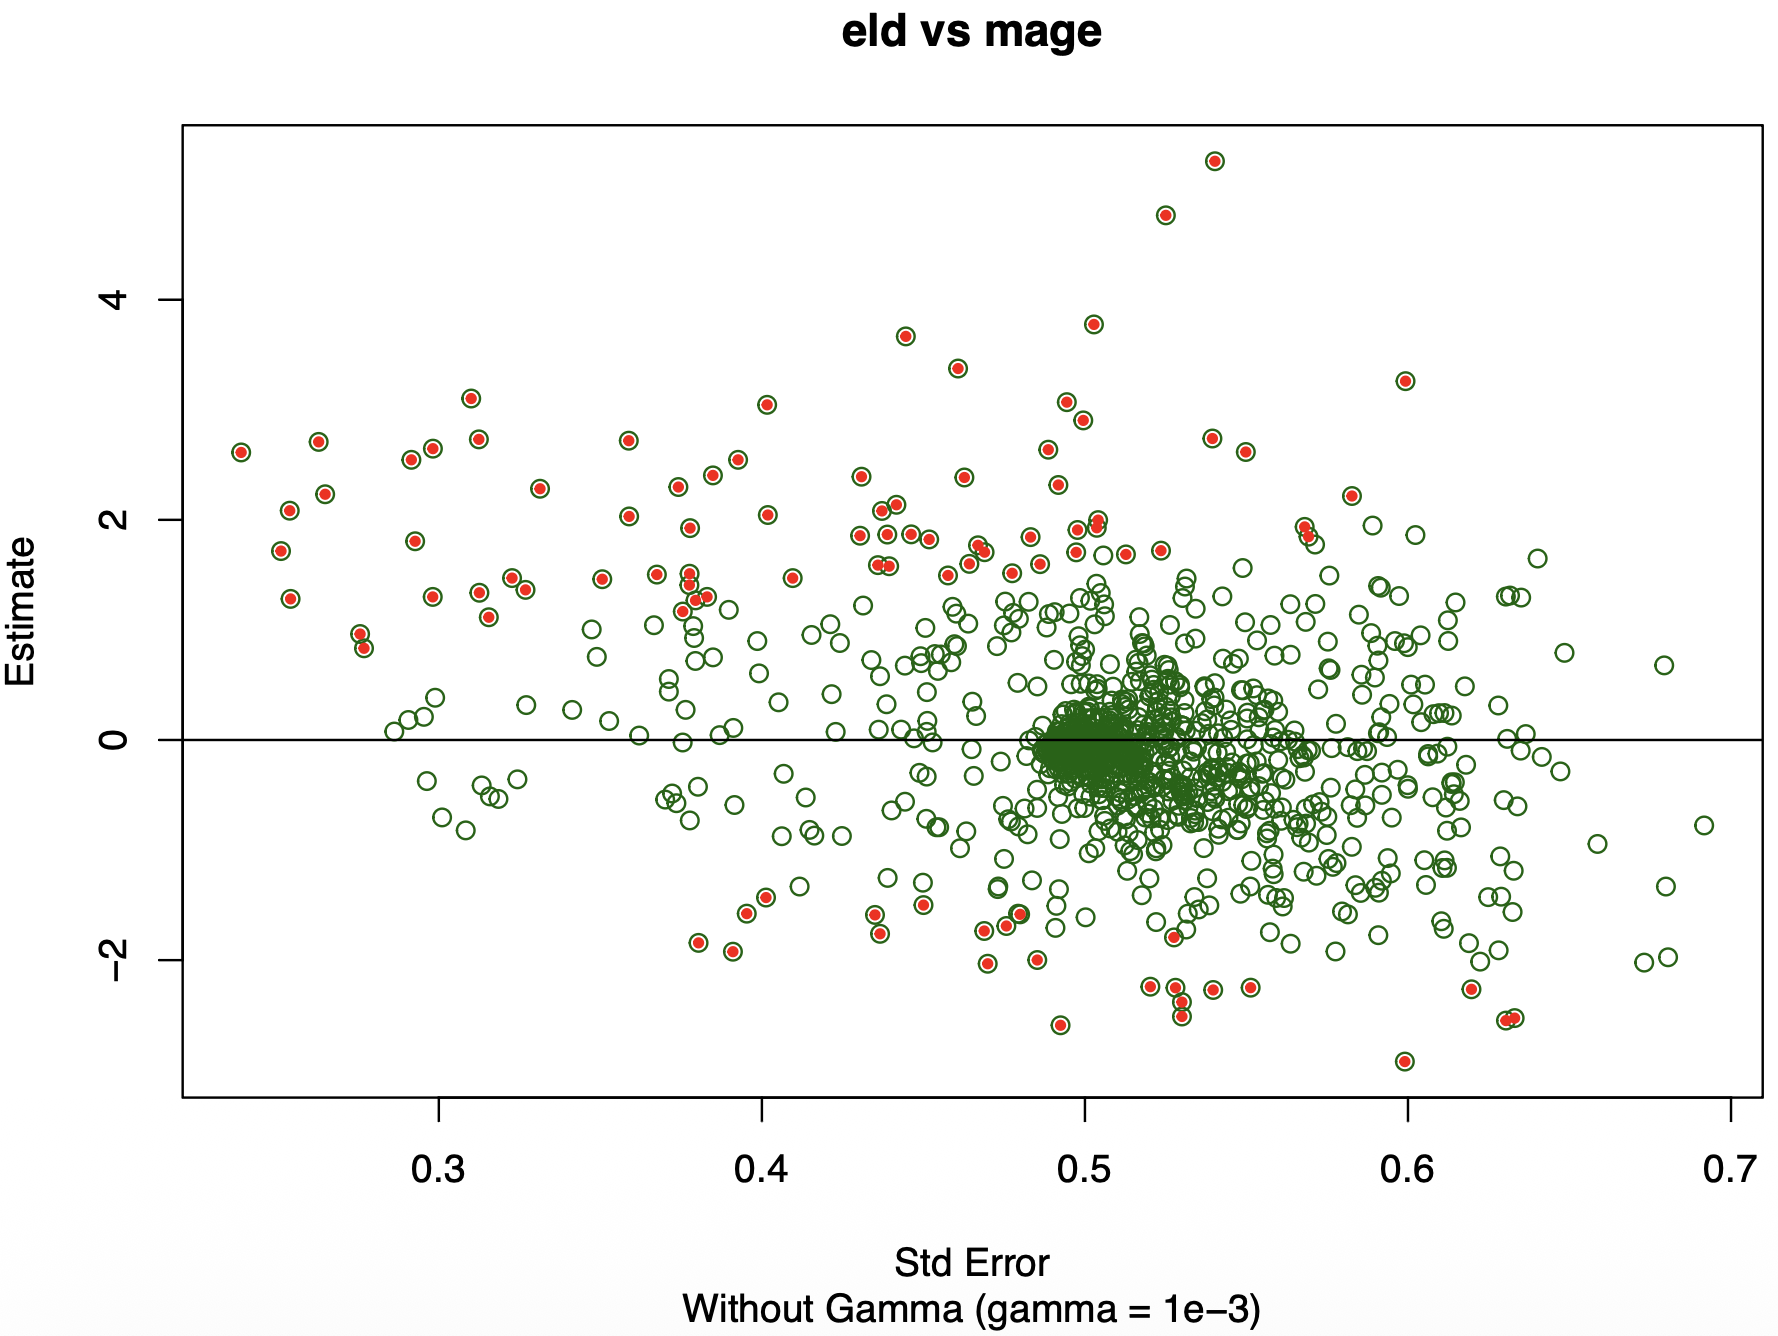 eld vs mage
Estimate
4
2
0
−2
0.3 0.4 0.5 0.6 0.7
Std Error
Without Gamma (gamma = 1e−3)